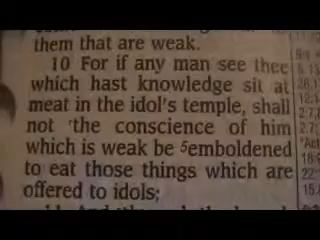 them that are weak.
10 For if any man see thee
which hast knowledge sit at
meat in the idol's temple, shall
not 'the conscience of him
which is weak be 5emboldened
to eat those things which are
offered to idols;